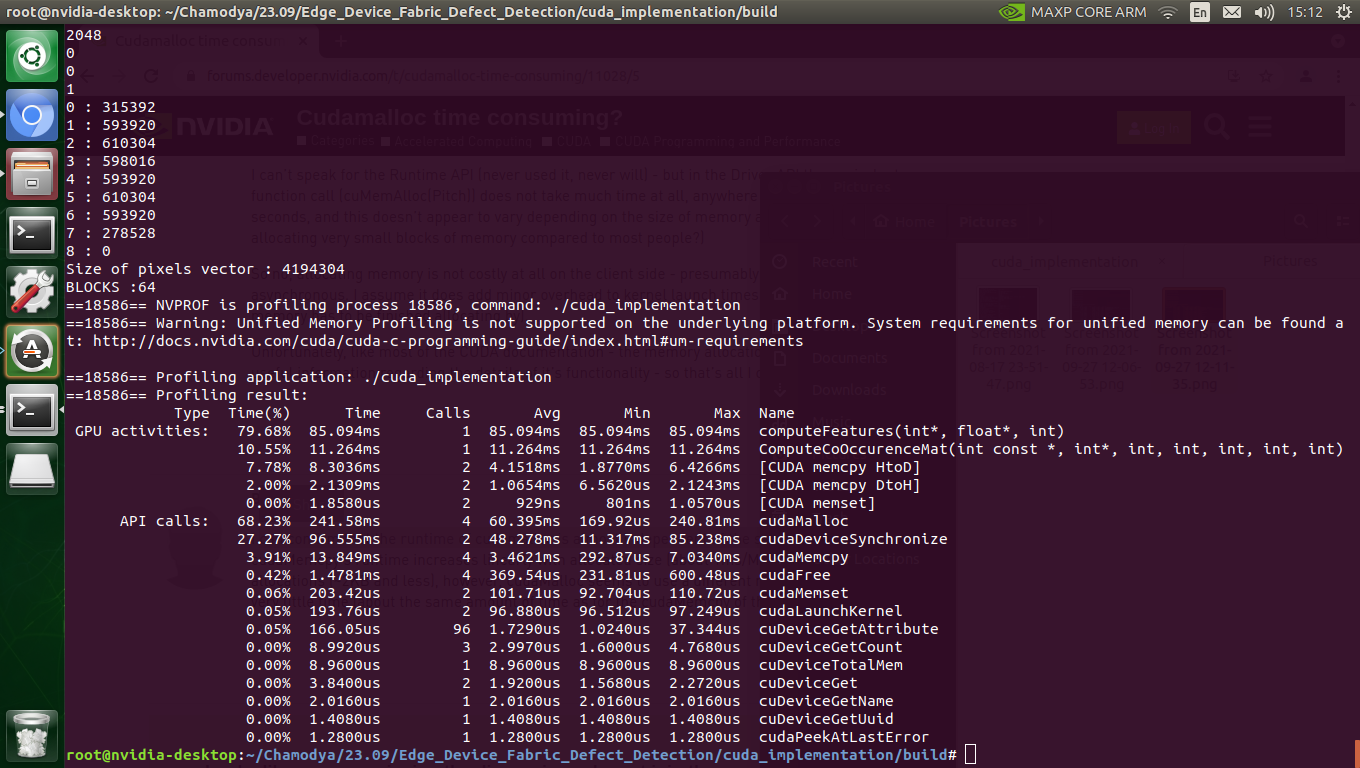 root@nvidia-desktop: ~/Chamodya/23.09/Edge_Device_Fabric_Defect_Detection/cuda_implementation/build
MAXP CORE ARM En 15:12
2048
0
0
1
0 : 315392
1 : 593920
2 : 610304
3 : 598016
4 : 593920
5 : 610304
6 : 593920
7 : 278528
8 : 0
Size of pixels vector : 4194304
BLOCKS :64
==18586== NVPROF is profiling process 18586, command: ./cuda_implementation
==18586== Warning: Unified Memory Profiling is not supported on the underlying platform. System requirements for unified memory can be found a
t: http://docs.nvidia.com/cuda/cuda-c-programming-guide/index.html#um-requirements
==18586== Profiling application: ./cuda_implementation
==18586== Profiling result:
Type Time(%) Time Calls Avg Min Max Name
GPU activities: 79.68% 85.094ms 1 85.094ms 85.094ms 85.094ms computeFeatures(int*, float*, int)
10.55% 11.264ms 1 11.264ms 11.264ms 11.264ms ComputeCoOccurenceMat(int const *, int*, int, int, int, int, int)
7.78% 8.3036ms 2 4.1518ms 1.8770ms 6.4266ms [CUDA memcpy HtoD]
2.00% 2.1309ms 2 1.0654ms 6.5620us 2.1243ms [CUDA memcpy DtoH]
0.00% 1.8580us 2 929ns 801ns 1.0570us [CUDA memset]
API calls: 68.23% 241.58ms 4 60.395ms 169.92us 240.81ms cudaMalloc
27.27% 96.555ms 2 48.278ms 11.317ms 85.238ms cudaDeviceSynchronize
3.91% 13.849ms 4 3.4621ms 292.87us 7.0340ms cudaMemcpy
0.42% 1.4781ms 4 369.54us 231.81us 600.48us cudaFree
0.06% 203.42us 2 101.71us 92.704us 110.72us cudaMemset
0.05% 193.76us 2 96.880us 96.512us 97.249us cudaLaunchKernel
0.05% 166.05us 96 1.7290us 1.0240us 37.344us cuDeviceGetAttribute
0.00% 8.9920us 3 2.9970us 1.6000us 4.7680us cuDeviceGetCount
0.00% 8.9600us 1 8.9600us 8.9600us 8.9600us cuDeviceTotalMem
0.00% 3.8400us 2 1.9200us 1.5680us 2.2720us cuDeviceGet
0.00% 2.0160us 1 2.0160us 2.0160us 2.0160us cuDeviceGetName
0.00% 1.4080us 1 1.4080us 1.4080us 1.4080us cuDeviceGetUuid
0.00% 1.2800us 1 1.2800us 1.2800us 1.2800us cudaPeekAtLastError
root@nvidia-desktop:~/Chamodya/23.09/Edge_Device_Fabric_Defect_Detection/cuda_implementation/build#